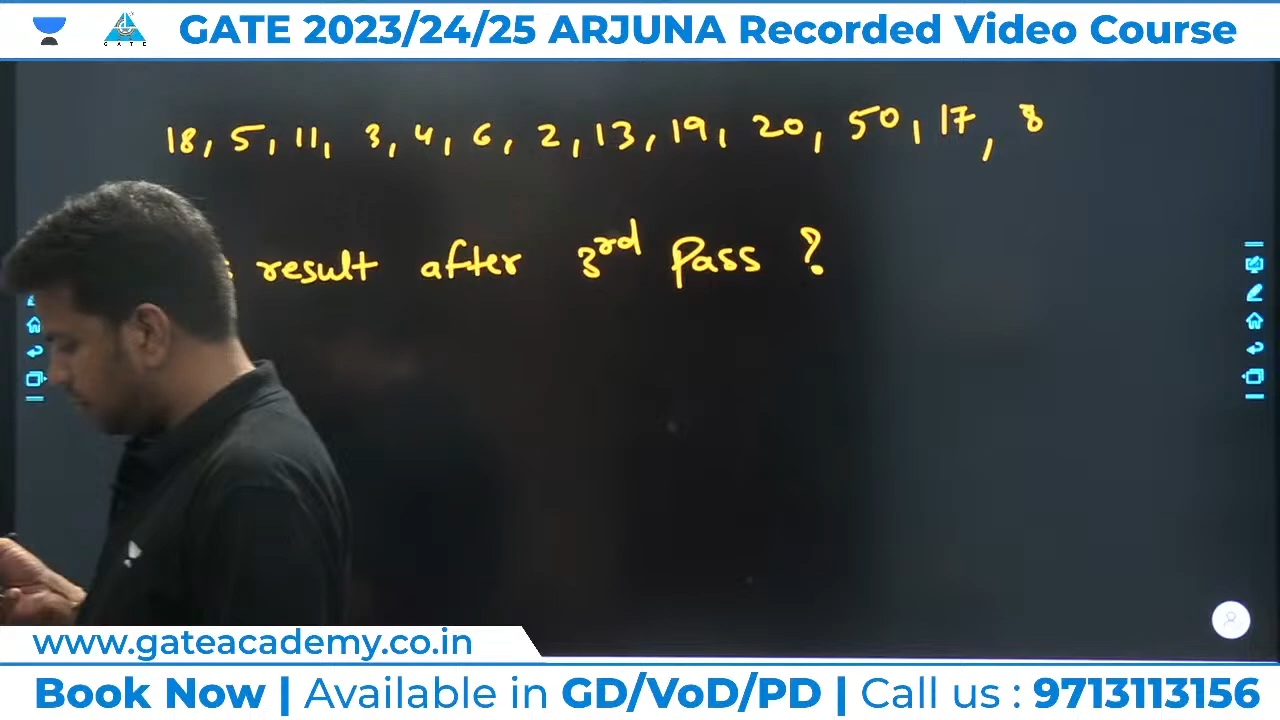 GATE 2023/24/25 ARJUNA Recorded Video Course
GATE
18, 5, 11, 3, 4, 6, 2, 13, 19, 20, 50, 17, 8
: result after 3rd Pass ?
www.gateacademy.co.in
Book Now | Available in GD/VoD/PD | Call us : 9713113156